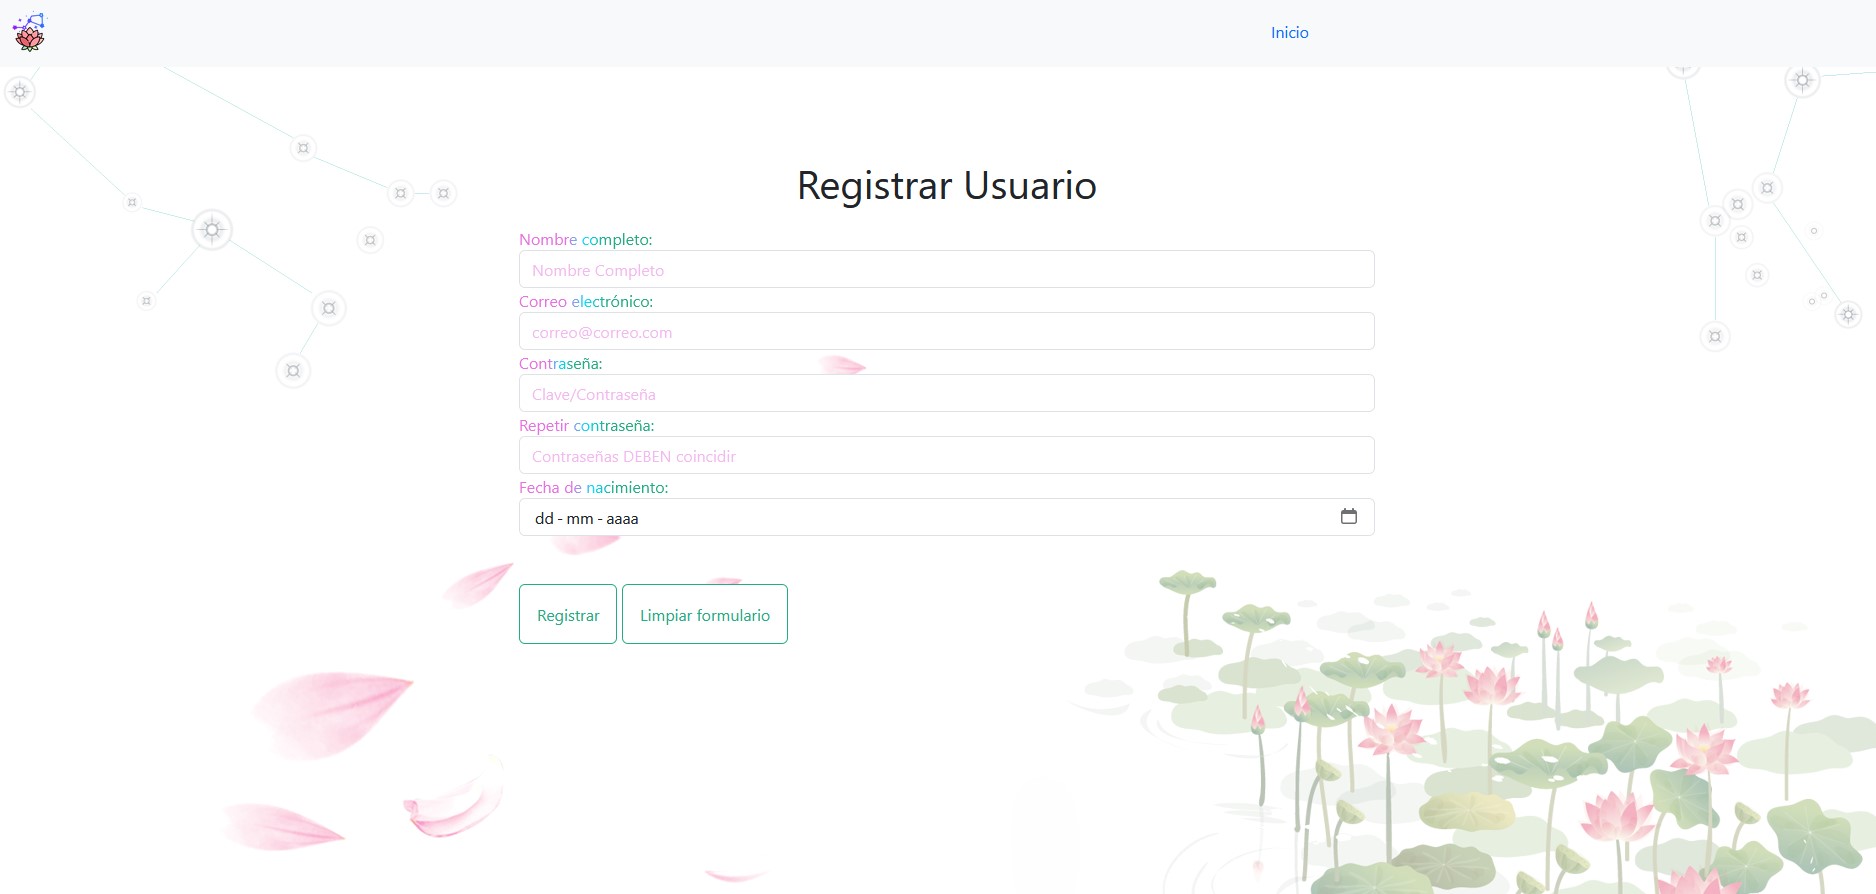 Inicio
Registrar Usuario
Nombre completo:
Nombre Completo
Correo electrónico:
correo@correo.com
Contraseña:
Clave/Contraseña
Repetir contraseña:
Contraseñas DEBEN coincidir
Fecha de nacimiento:
dd - mm - aaaa
Registrar Limpiar formulario